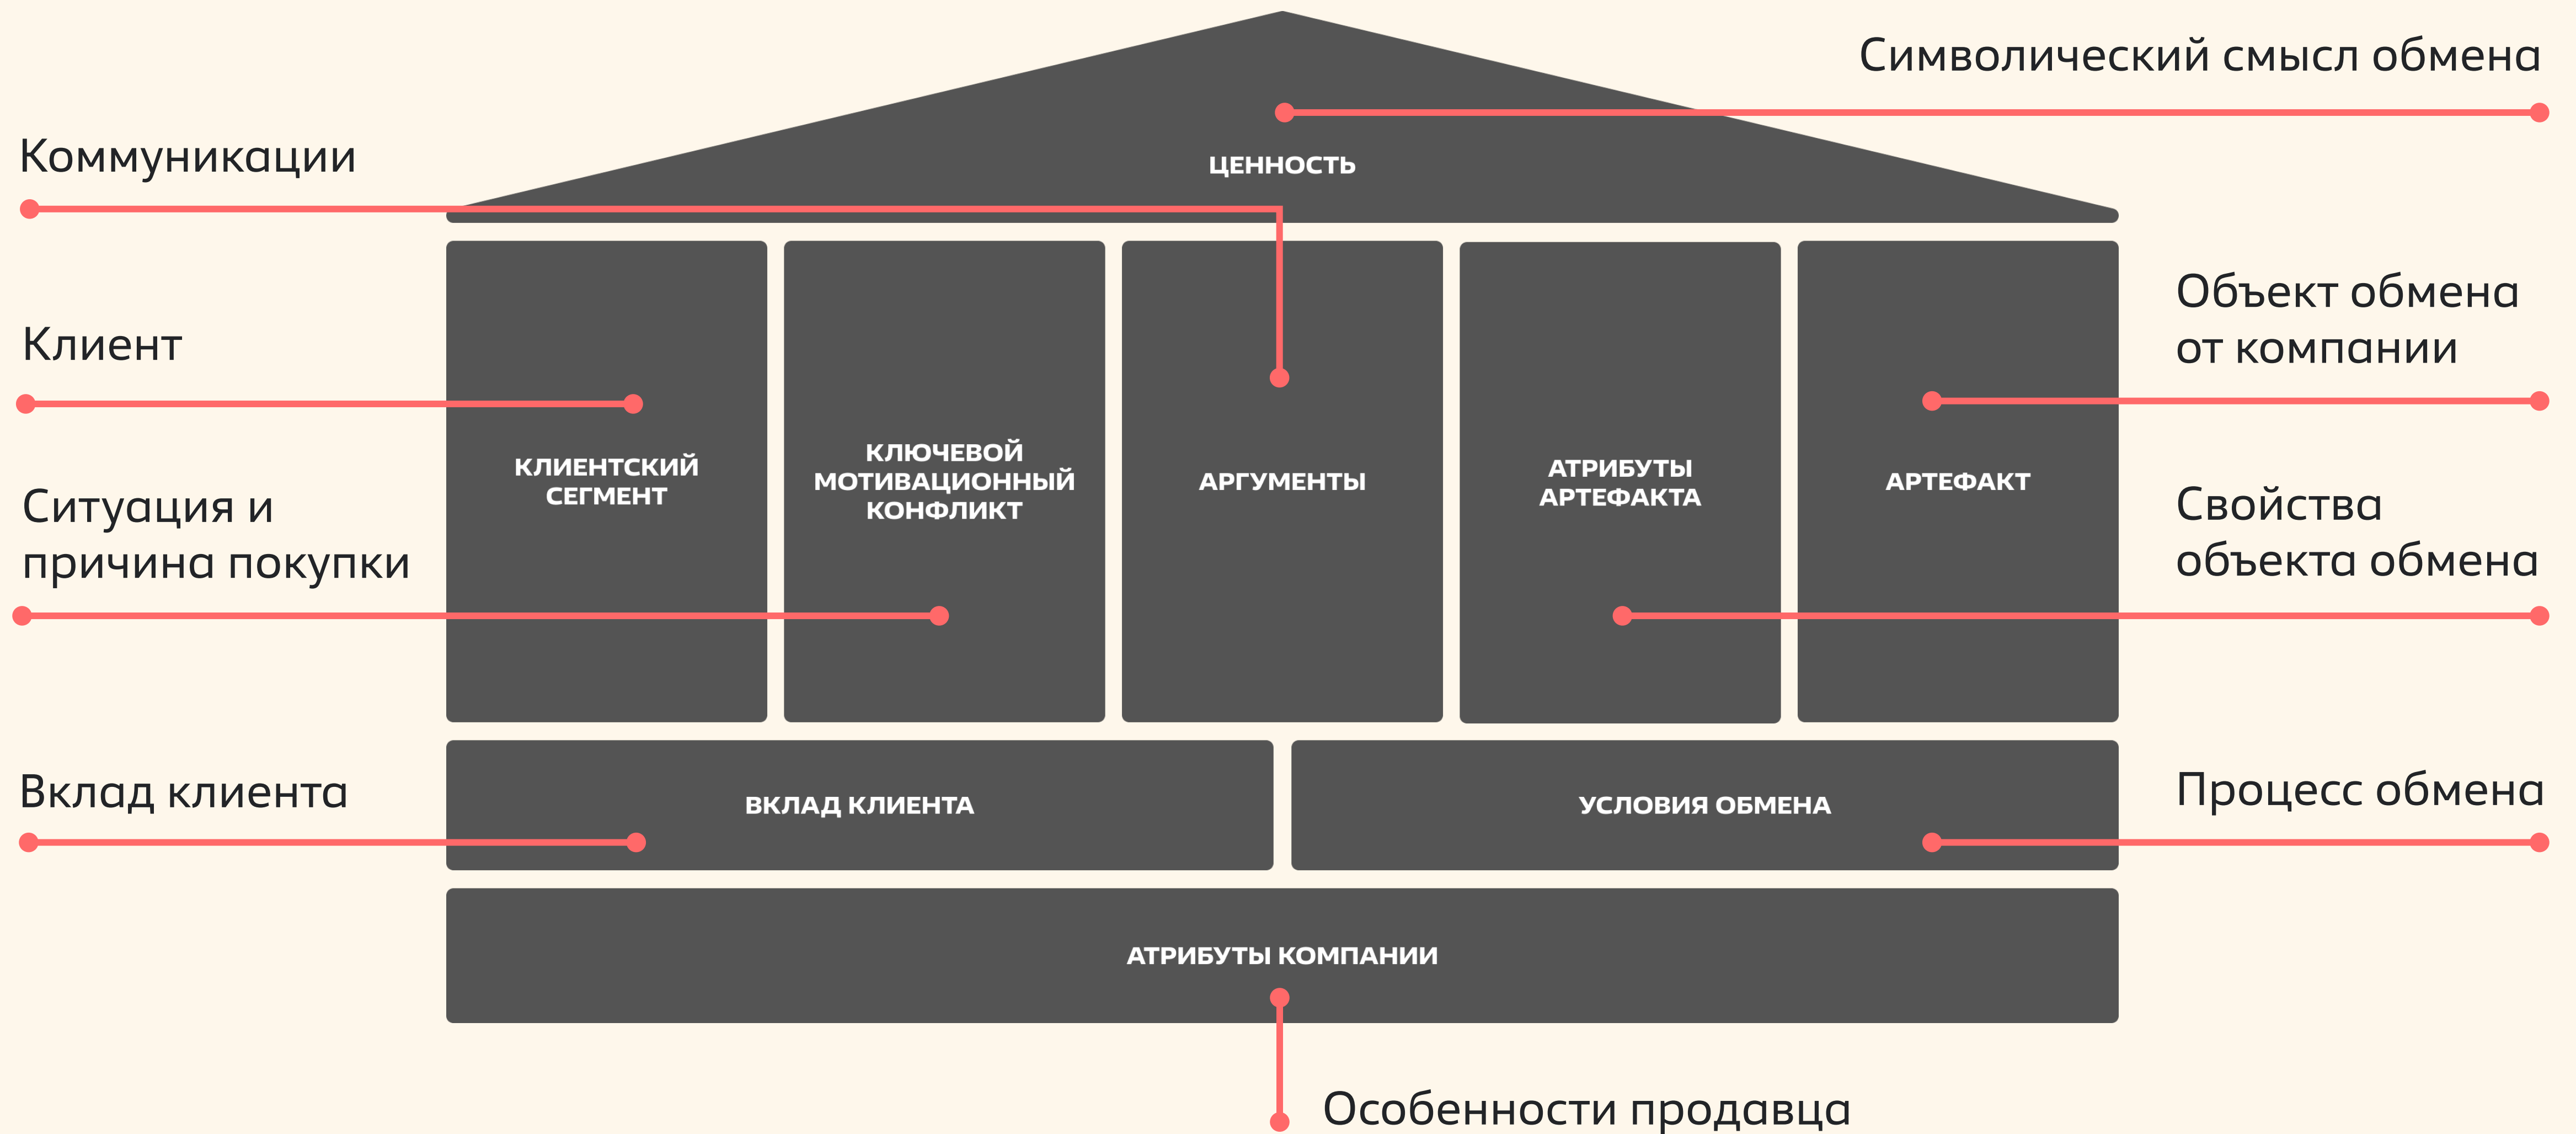 Символический смысл обмена
Коммуникации
ЦЕННОСТЬ
Клиент
Объект обмена
от компании
КЛИЕНТСКИЙ
СЕГМЕНТ
КЛЮЧЕВОЙ
МОТИВАЦИОННЫЙ
КОНФЛИКТ
АРГУМЕНТЫ
АТРИБУТЫ
АРТЕФАКТА
АРТЕФАКТ
Ситуация и
причина покупки
Свойства
объекта обмена
Вклад клиента
ВКЛАД КЛИЕНТА
УСЛОВИЯ ОБМЕНА
Процесс обмена
АТРИБУТЫ КОМПАНИИ
Особенности продавца